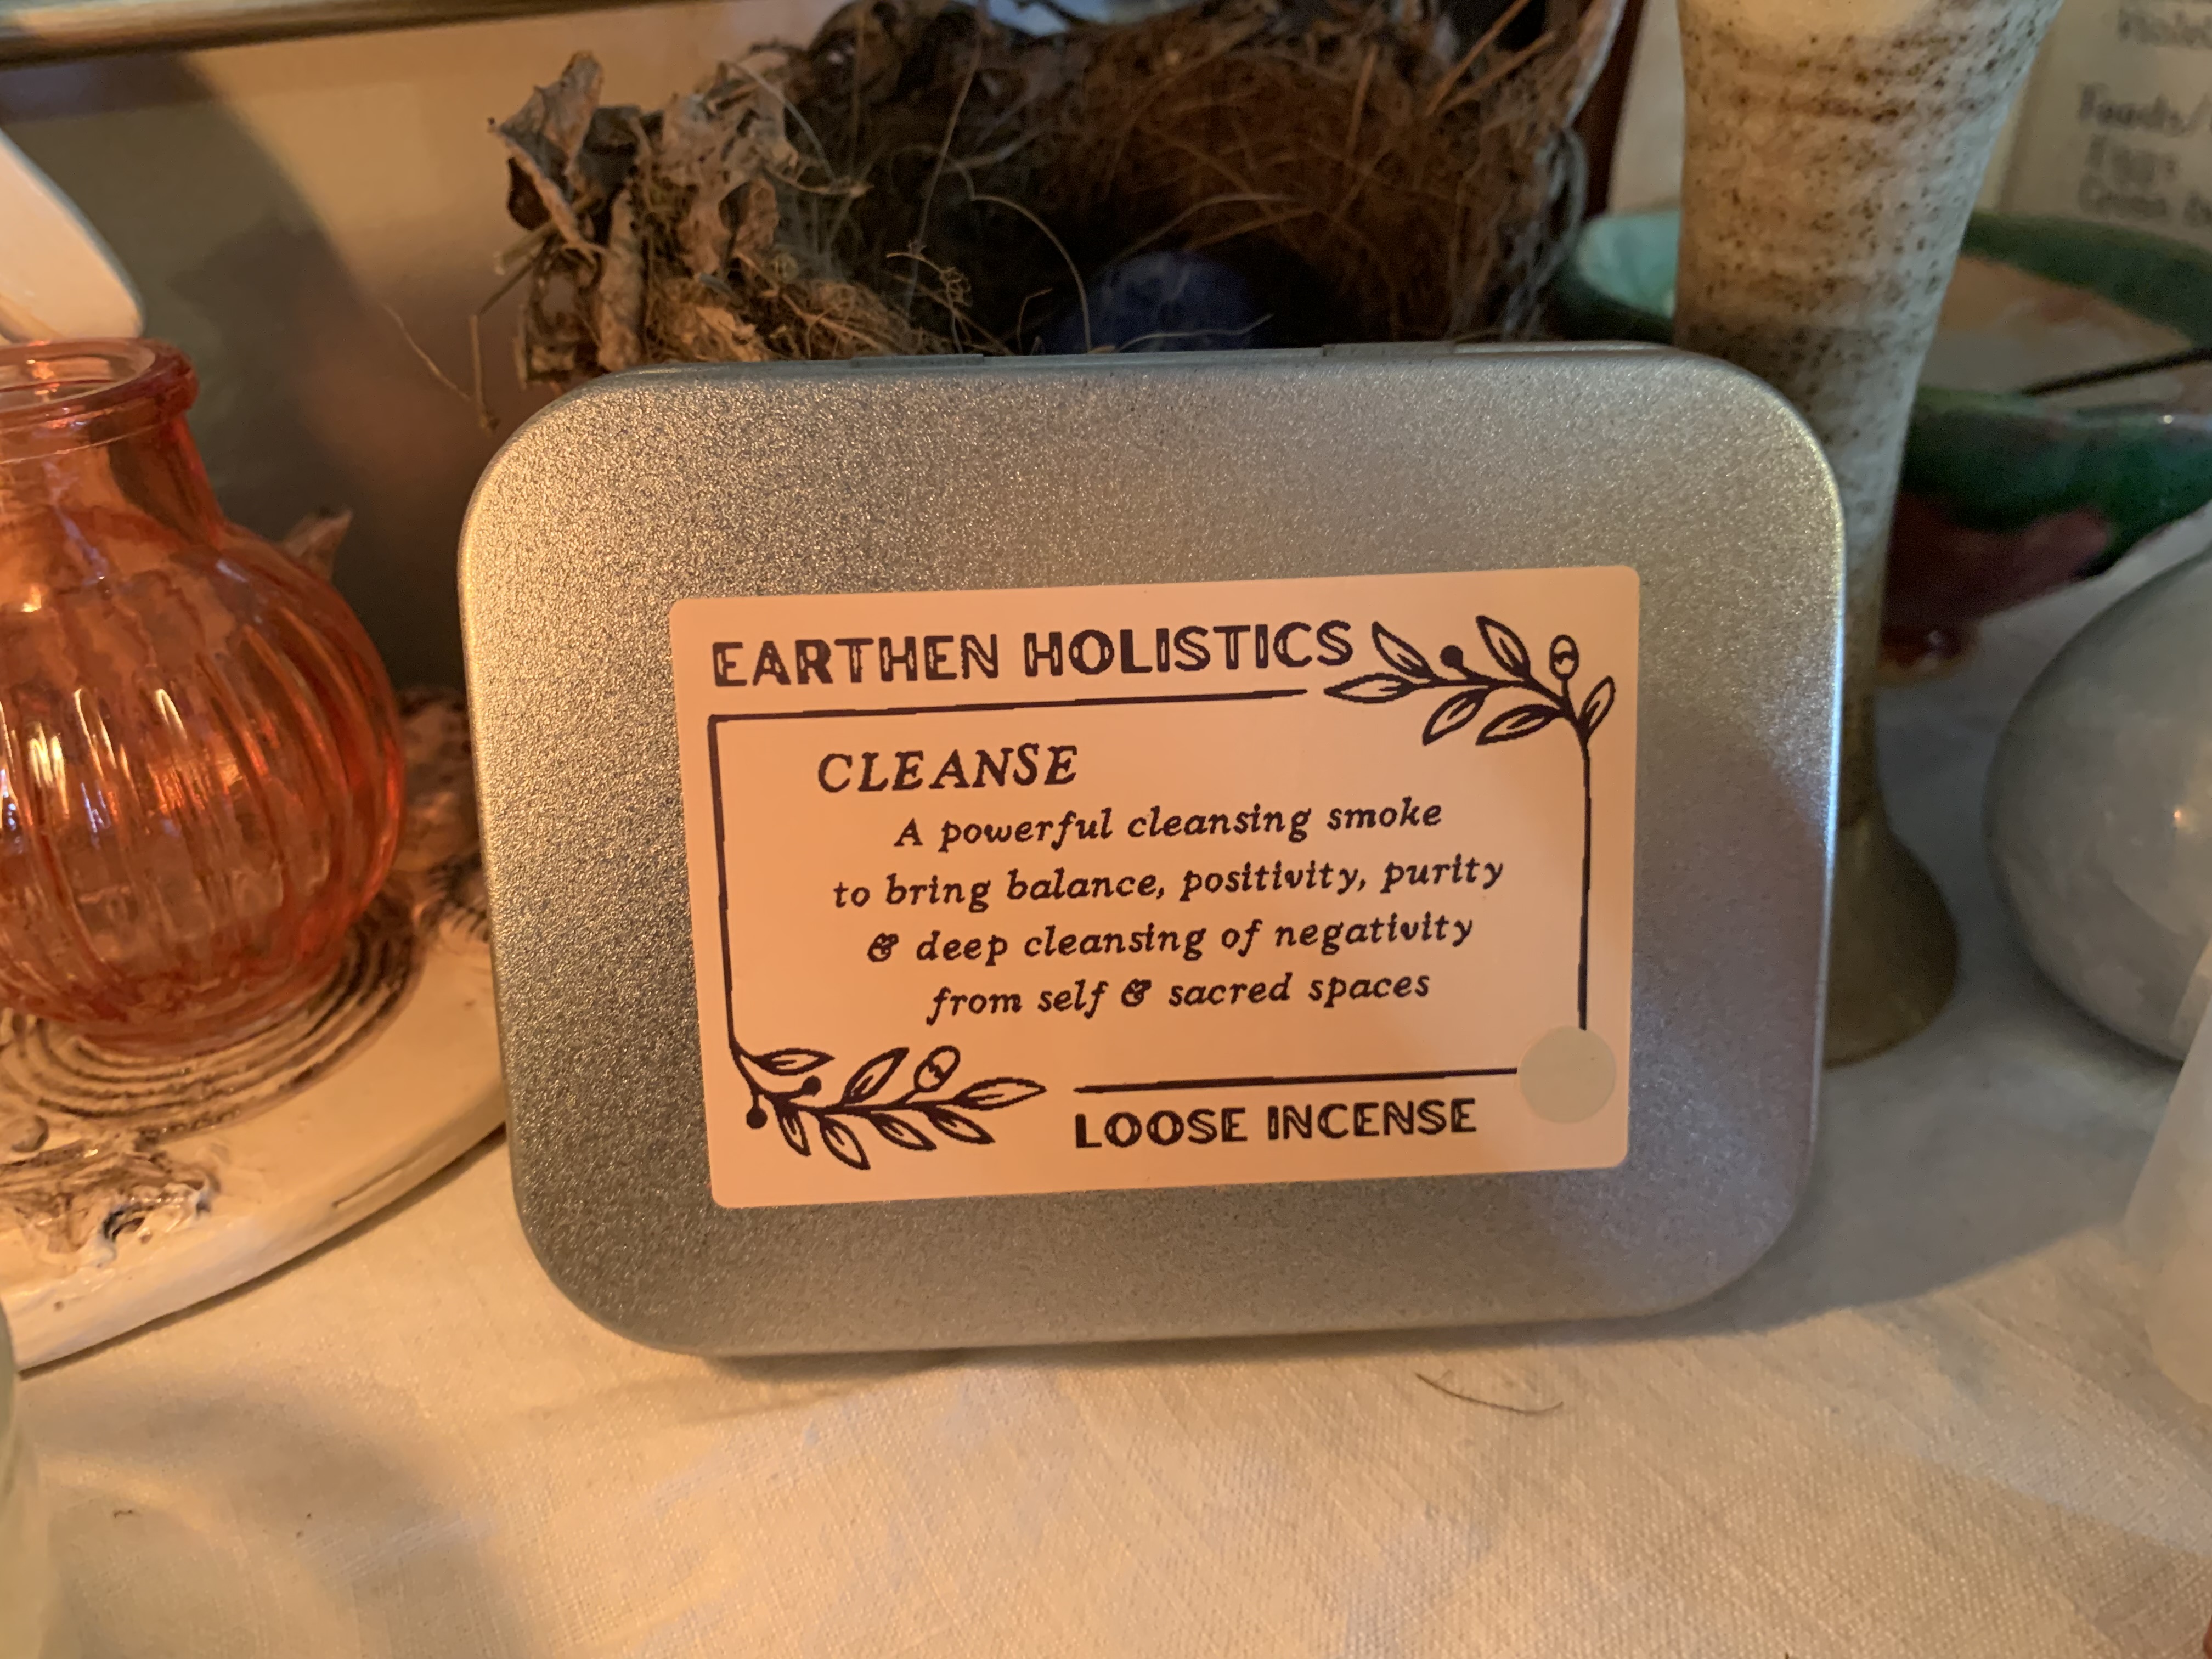 EARTHEN HOLISTICS
CLEANSE
A powerful cleansing smoke
to bring balance, positivity, purity
& deep cleansing of negativity
from self & sacred spaces
LOOSE INCENSE
Foods/